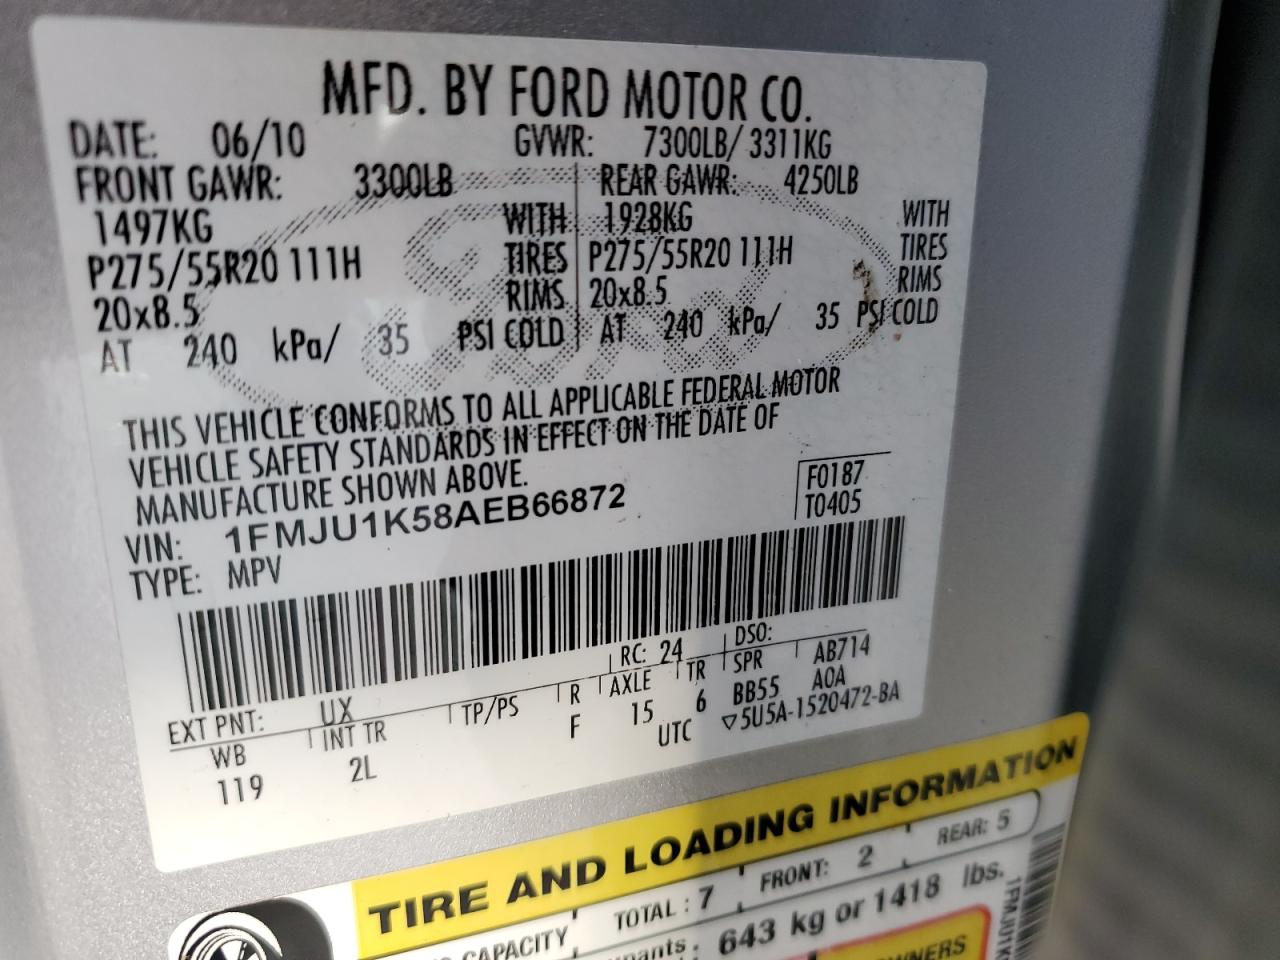 MFD. BY FORD MOTOR CO.
DATE: 06/10 GVWR: 7300LB/ 3311KG
FRONT GAWR: 3300LB REAR GAWR: 4250LB
1497KG WITH 1928KG WITH
P275/55R20 111H TIRES P275/55R20 111H TIRES
20x8.5 RIMS 20x8.5 RIMS
AT 240 kPa/ 35 PSI COLD AT 240 kPa/ 35 PSI COLD
THIS VEHICLE CONFORMS TO ALL APPLICABLE FEDERAL MOTOR
VEHICLE SAFETY STANDARDS IN EFFECT ON THE DATE OF
MANUFACTURE SHOWN ABOVE.
F0187
VIN: 1FMJU1K58AEB66872 T0405
TYPE: MPV
EXT PNT: UX RC: 24 DSO:
WB INT TR TP/PS R AXLE TR SPR AB714
119 2L F 15 6 BB55 A0A
UTC ▽5U5A-1520472-BA
Ford
TIRE AND LOADING INFORMATION
CAPACITY TOTAL : 7 FRONT: 2 REAR: 5
643 kg or 1418 lbs.